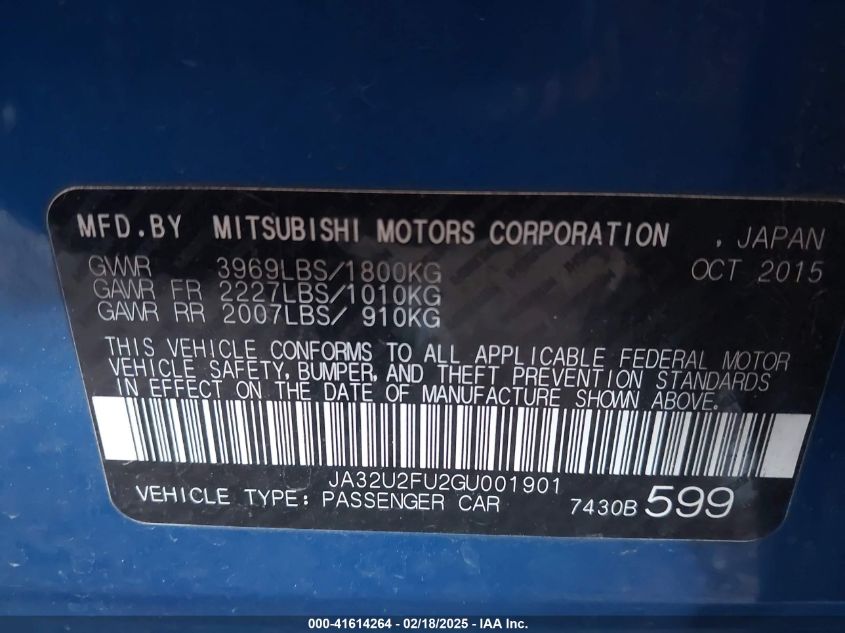 MFD.BY MITSUBISHI MOTORS CORPORATION , JAPAN
GVWR 3969LBS/1800KG OCT 2015
GAWR FR 2227LBS/1010KG
GAWR RR 2007LBS/ 910KG
THIS VEHICLE CONFORMS TO ALL APPLICABLE FEDERAL MOTOR
VEHICLE SAFETY, BUMPER, AND THEFT PREVENTION STANDARDS
IN EFFECT ON THE DATE OF MANUFACTURE SHOWN ABOVE.
JA32U2FU2GU001901
VEHICLE TYPE: PASSENGER CAR 7430B 599
000-41614264 - 02/18/2025 - IAA Inc.